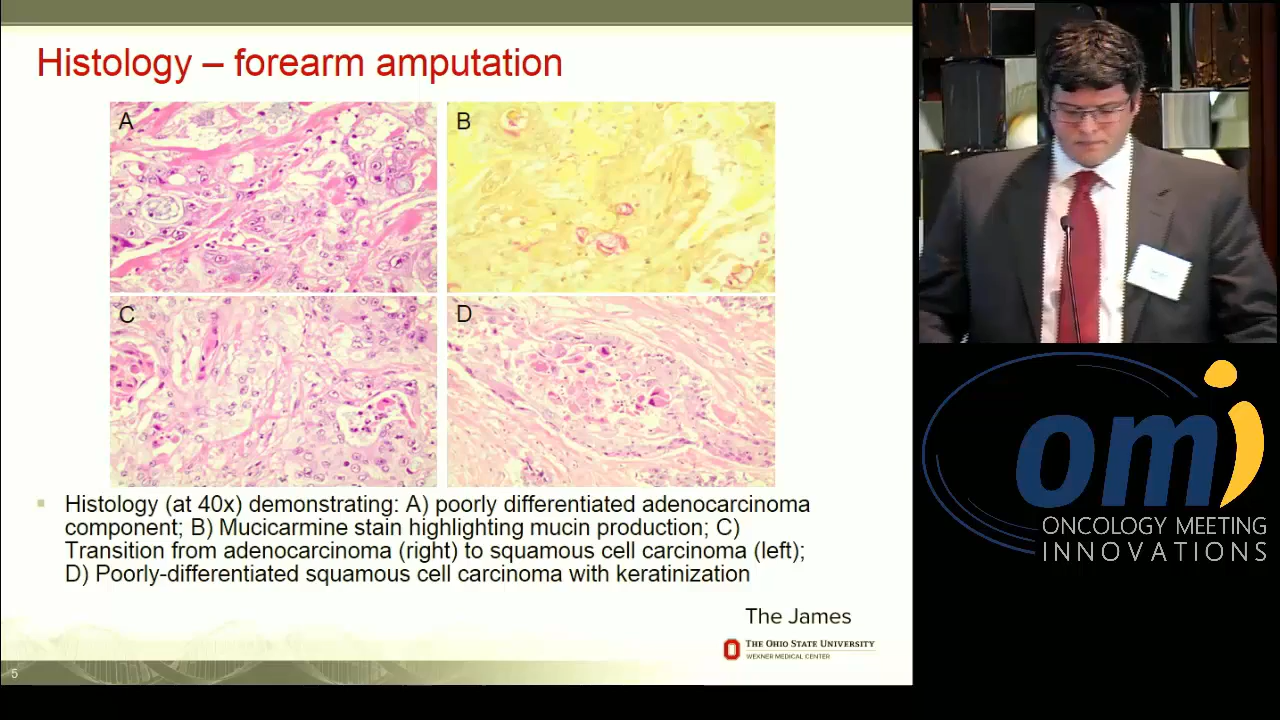 Histology – forearm amputation
A
B
C
D
Histology (at 40x) demonstrating: A) poorly differentiated adenocarcinoma
component; B) Mucicarmine stain highlighting mucin production; C)
Transition from adenocarcinoma (right) to squamous cell carcinoma (left);
D) Poorly-differentiated squamous cell carcinoma with keratinization
The James
THE OHIO STATE UNIVERSITY
WEXNER MEDICAL CENTER
5
omi
ONCOLOGY MEETING
INNOVATIONS